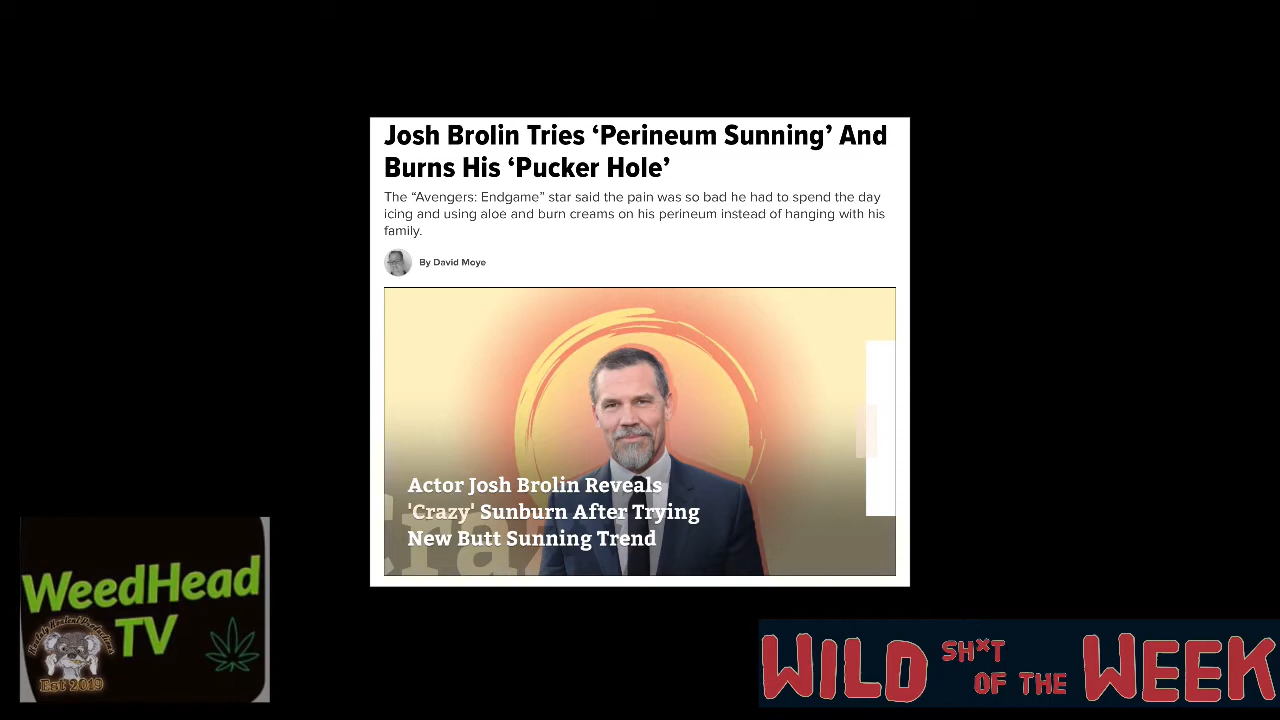 Josh Brolin Tries ‘Perineum Sunning’ And
Burns His ‘Pucker Hole’
The “Avengers: Endgame” star said the pain was so bad he had to spend the day
icing and using aloe and burn creams on his perineum instead of hanging with his
family.
By David Moye
Actor Josh Brolin Reveals
'Crazy' Sunburn After Trying
New Butt Sunning Trend
WeedHead
TV
Est 2019
WILD SH*T
OF THE WEEK